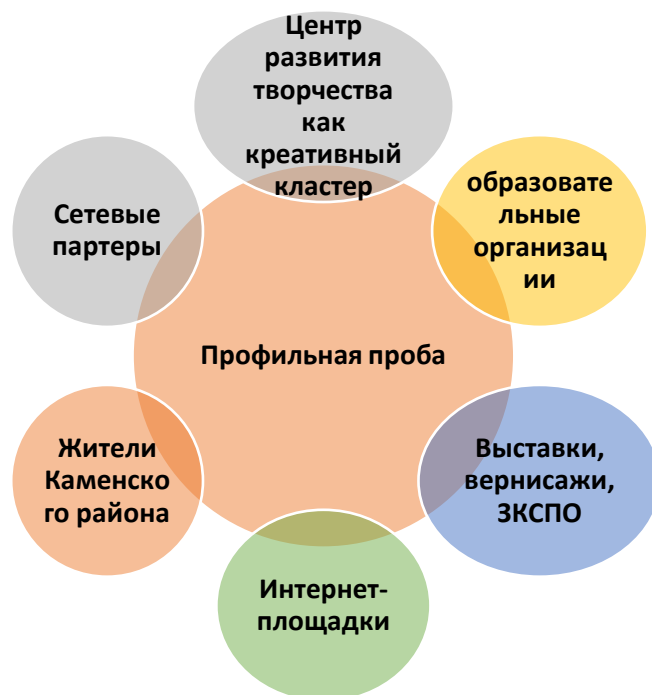 Центр
развития
творчества
как
креативный
кластер
образовате
льные
организац
ии
Выставки,
вернисажи,
ЗКСПО
Интернет-
площадки
Жители
Каменско
го района
Сетевые
партеры
Профильная проба